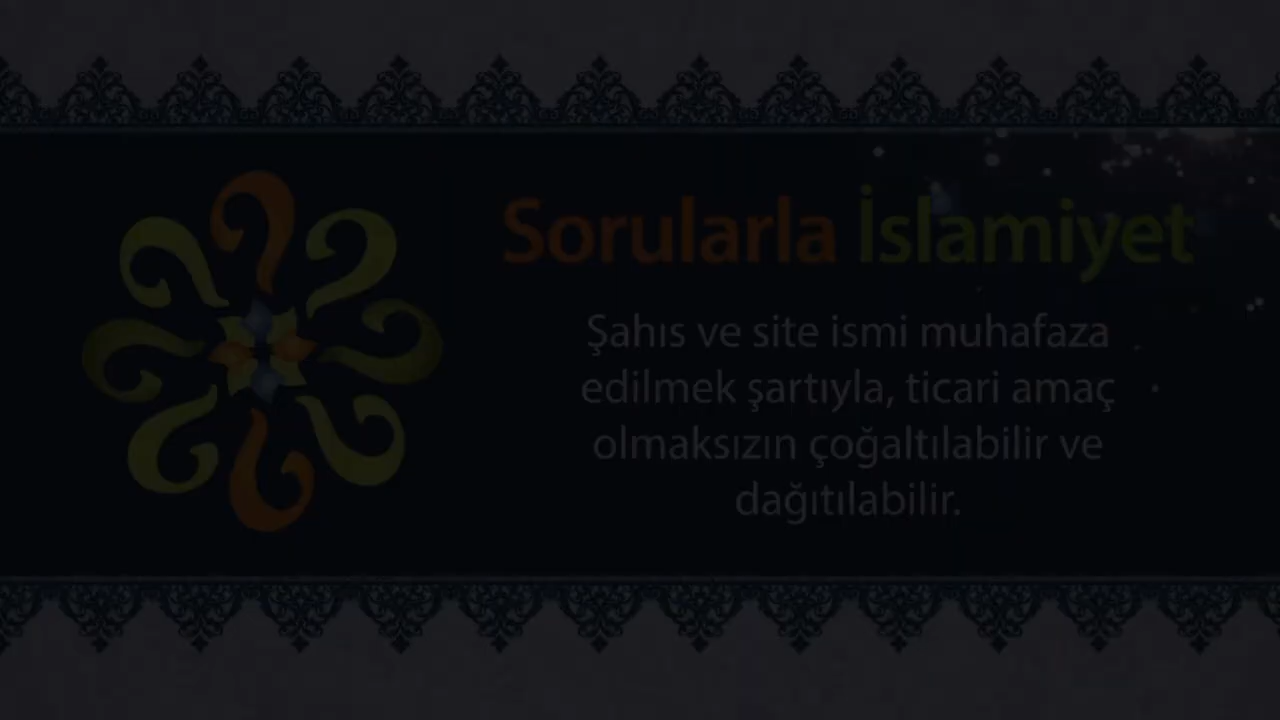 Sorularla İslamiyet
Şahıs ve site ismi muhafaza
edilmek şartıyla, ticari amaç
olmaksızın çoğaltılabilir ve
dağıtılabilir.